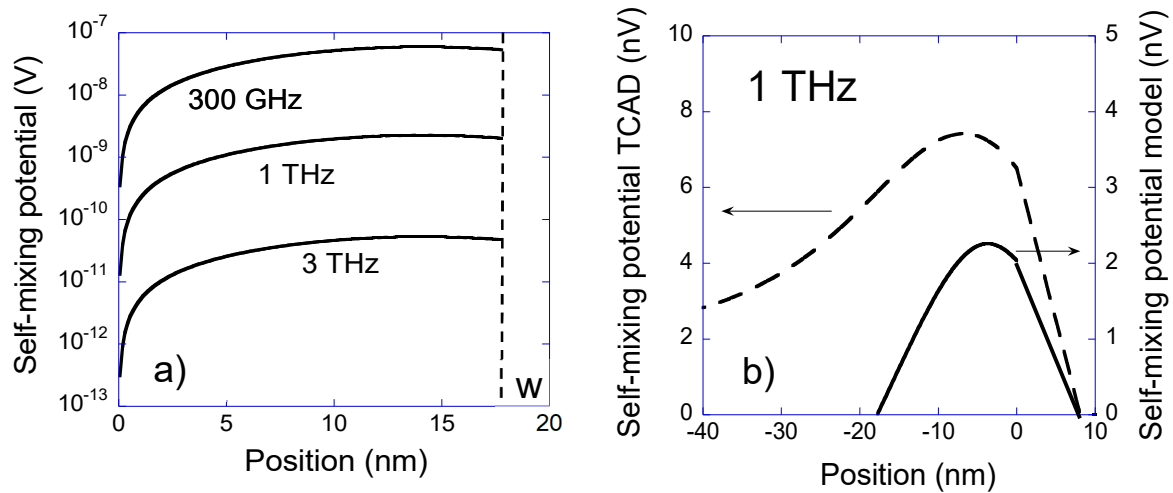 Self-mixing potential (V)
10⁻⁷
10⁻⁸
10⁻⁹
10⁻¹⁰
10⁻¹¹
10⁻¹²
10⁻¹³
300 GHz
1 THz
3 THz
a)
W
0 5 10 15 20
Position (nm)
Self-mixing potential TCAD (nV)
10
8
6
4
2
0
1 THz
b)
-40 -30 -20 -10 0 10
Position (nm)
5
4
3
2
1
0
Self-mixing potential model (nV)